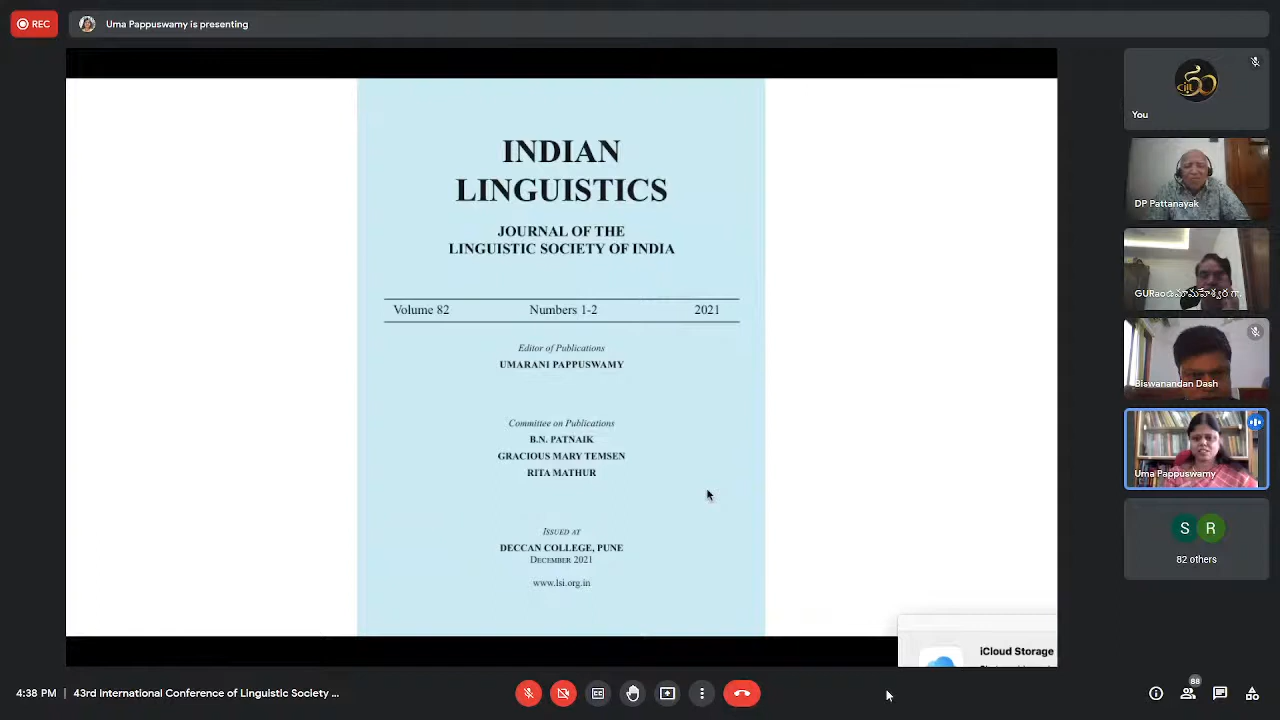 REC
Uma Pappuswamy is presenting
INDIAN
LINGUISTICS
JOURNAL OF THE
LINGUISTIC SOCIETY OF INDIA
Volume 82 Numbers 1-2 2021
Editor of Publications
UMARANI PAPPUSWAMY
Committee on Publications
B.N. PATNAIK
GRACIOUS MARY TEMSEN
RITA MATHUR
ISSUED AT
DECCAN COLLEGE, PUNE
DECEMBER 2021
www.lsi.org.in
iCloud Storage
You
DP Pattanayak
GURao
Biswanandan Dash
Uma Pappuswamy
S R
82 others
4:38 PM | 43rd International Conference of Linguistic Society ...
88